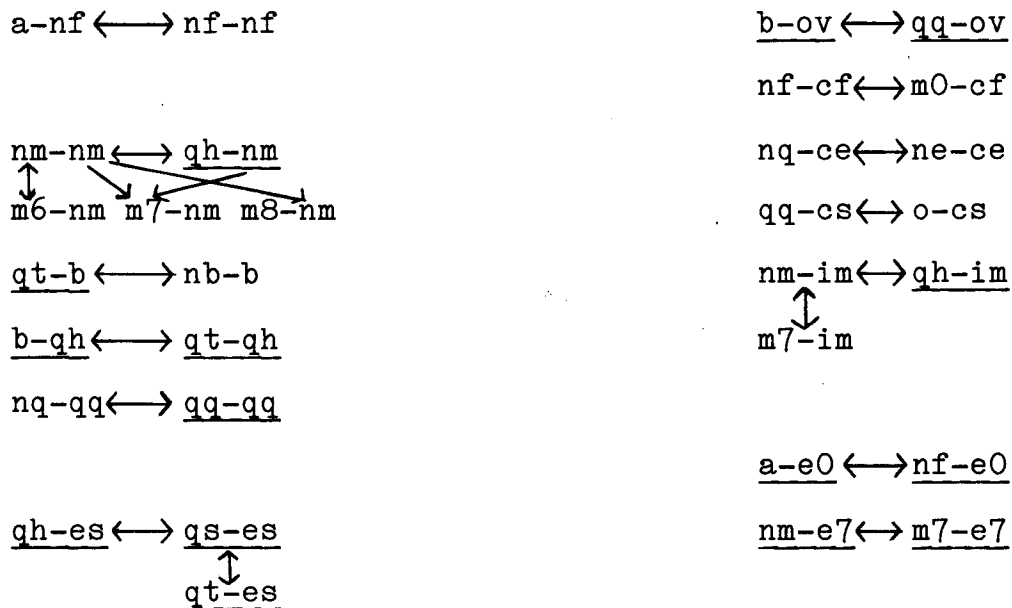 a-nf ⟷ nf-nf
nm-nm ⟷ qh-nm
m6-nm m7-nm m8-nm
qt-b ⟷ nb-b
b-qh ⟷ qt-qh
nq-qq ⟷ qq-qq
qh-es ⟷ qs-es
qt-es
b-ov ⟷ qq-ov
nf-cf ⟷ m0-cf
nq-ce ⟷ ne-ce
qq-cs ⟷ o-cs
nm-im ⟷ qh-im
m7-im
a-e0 ⟷ nf-e0
nm-e7 ⟷ m7-e7